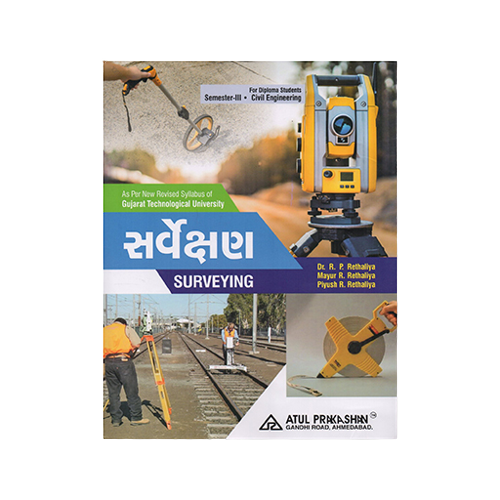 For Diploma Students
Semester-III • Civil Engineering
As Per New Revised Syllabus of
Gujarat Technological University
સર્વેક્ષણ
SURVEYING
Dr. R. P. Rethaliya
Mayur R. Rethaliya
Piyush R. Rethaliya
ATUL PRAKASHAN
GANDHI ROAD, AHMEDABAD.